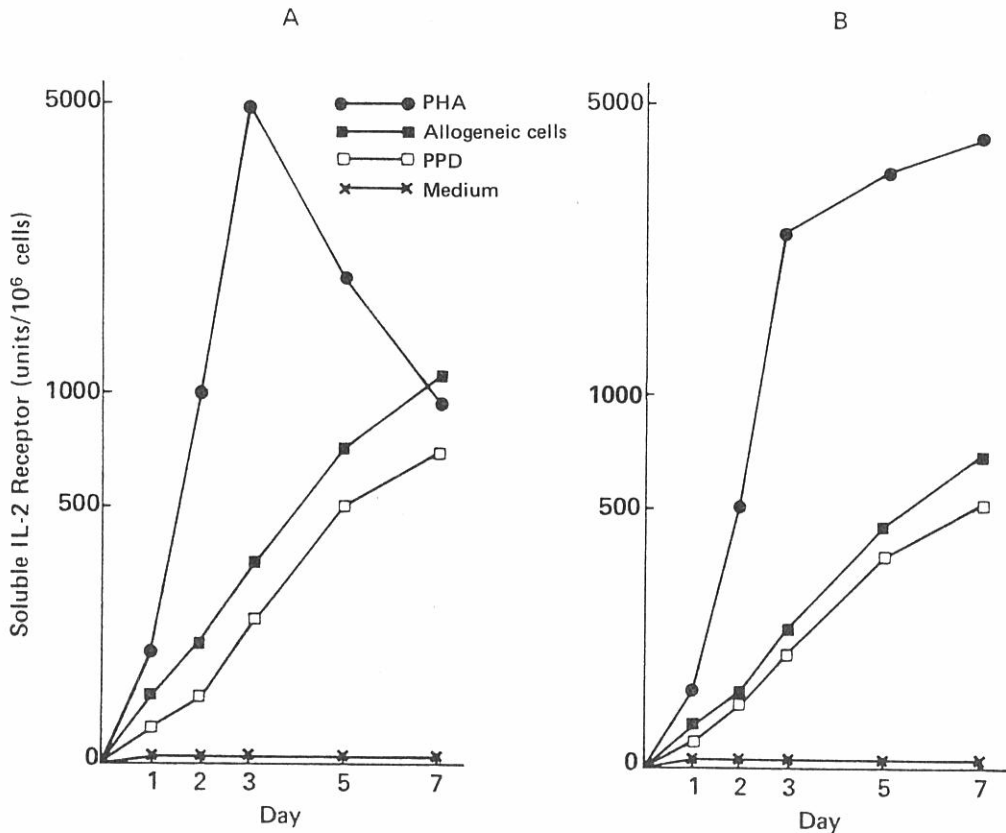 A
B
5000
1000
500
0
Soluble IL-2 Receptor (units/10⁶ cells)
PHA
Allogeneic cells
PPD
Medium
1 2 3 5 7
Day
5000
1000
500
0
1 2 3 5 7
Day